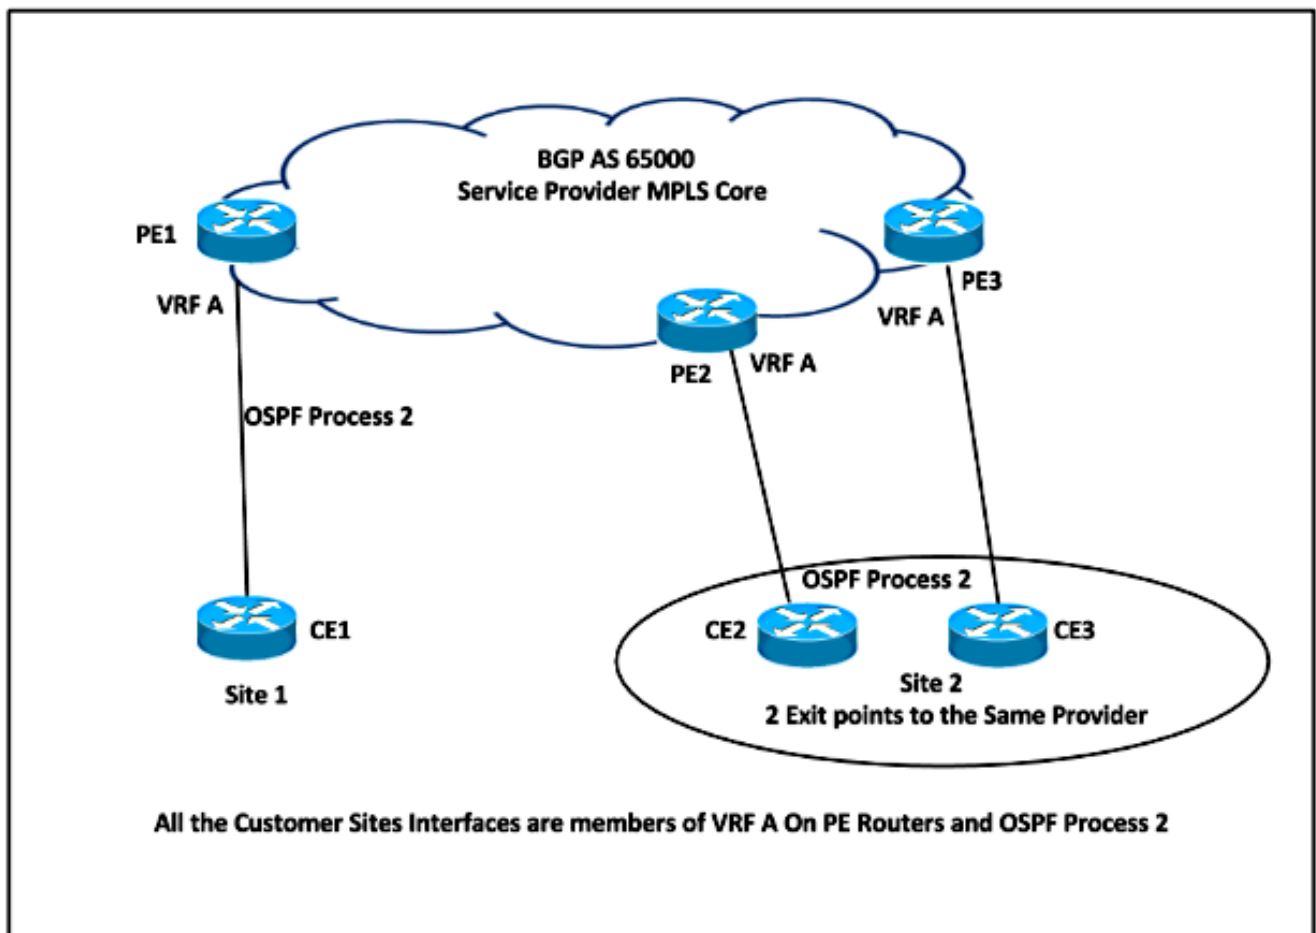 BGP AS 65000
Service Provider MPLS Core
PE1
PE3
VRF A
VRF A
PE2
VRF A
OSPF Process 2
OSPF Process 2
CE1
CE2
CE3
Site 1
Site 2
2 Exit points to the Same Provider
All the Customer Sites Interfaces are members of VRF A On PE Routers and OSPF Process 2